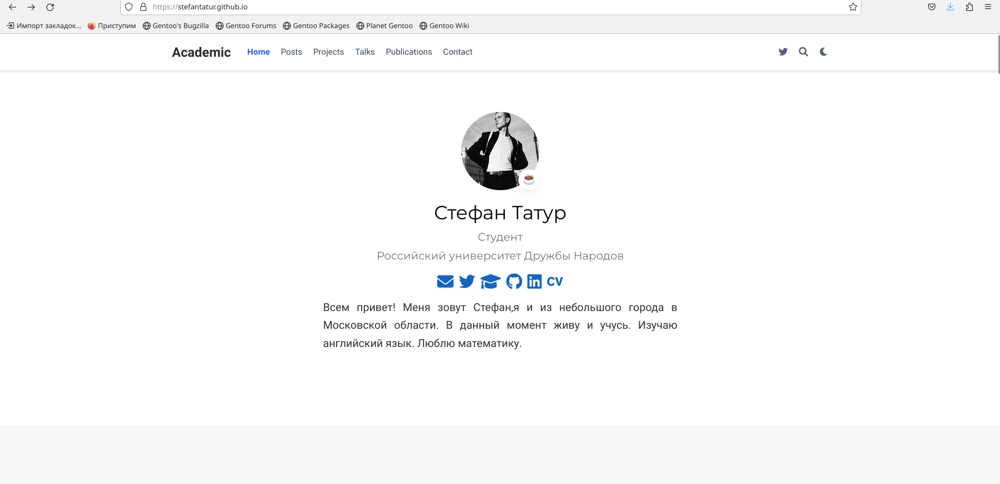 https://stefantatur.github.io
Импорт закладок... Приступим Gentoo's Bugzilla Gentoo Forums Gentoo Packages Planet Gentoo Gentoo Wiki
Academic Home Posts Projects Talks Publications Contact
Стефан Татур
Студент
Российский университет Дружбы Народов
in CV
Всем привет! Меня зовут Стефан,я и из небольшого города в
Московской области. В данный момент живу и учусь. Изучаю
английский язык. Люблю математику.